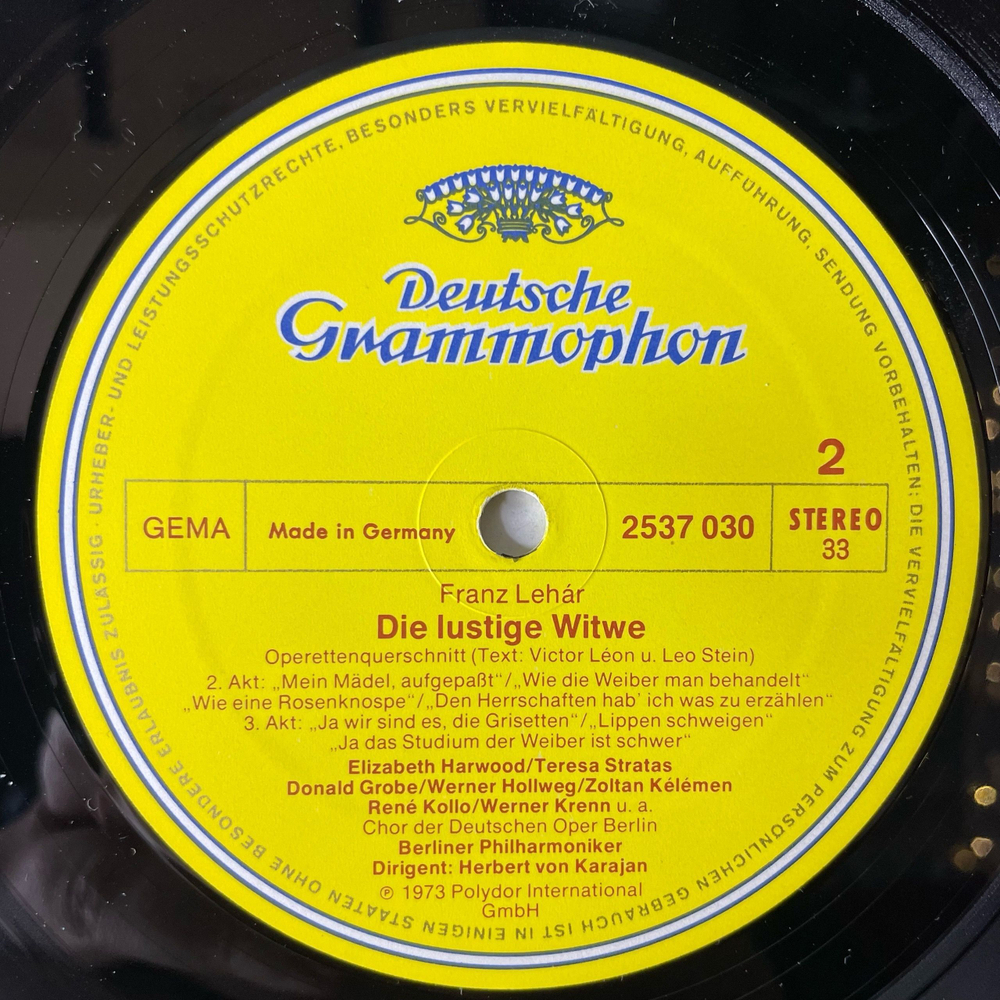 URHEBER- UND LEISTUNGSSCHUTZRECHTE, BESONDERS VERVIELFÄLTIGUNG, AUFFÜHRUNG, SENDUNG VORBEHALTEN; DIE VERVIELFÄLTIGUNG ZUM PERSÖNLICHEN GEBRAUCH IST IN EINIGEN STAATEN OHNE BESONDERE ERLAUBNIS ZULÄSSIG ·
Deutsche
Grammophon
2
GEMA Made in Germany 2537 030 STEREO
33
Franz Lehár
Die lustige Witwe
Operettenquerschnitt (Text: Victor Léon u. Leo Stein)
2. Akt: „Mein Mädel, aufgepaßt“/„Wie die Weiber man behandelt“
„Wie eine Rosenknospe“/„Den Herrschaften hab’ ich was zu erzählen“
3. Akt: „Ja wir sind es, die Grisetten“/„Lippen schweigen“
„Ja das Studium der Weiber ist schwer“
Elizabeth Harwood/Teresa Stratas
Donald Grobe/Werner Hollweg/Zoltan Kélémen
René Kollo/Werner Krenn u. a.
Chor der Deutschen Oper Berlin
Berliner Philharmoniker
Dirigent: Herbert von Karajan
℗ 1973 Polydor International
GmbH